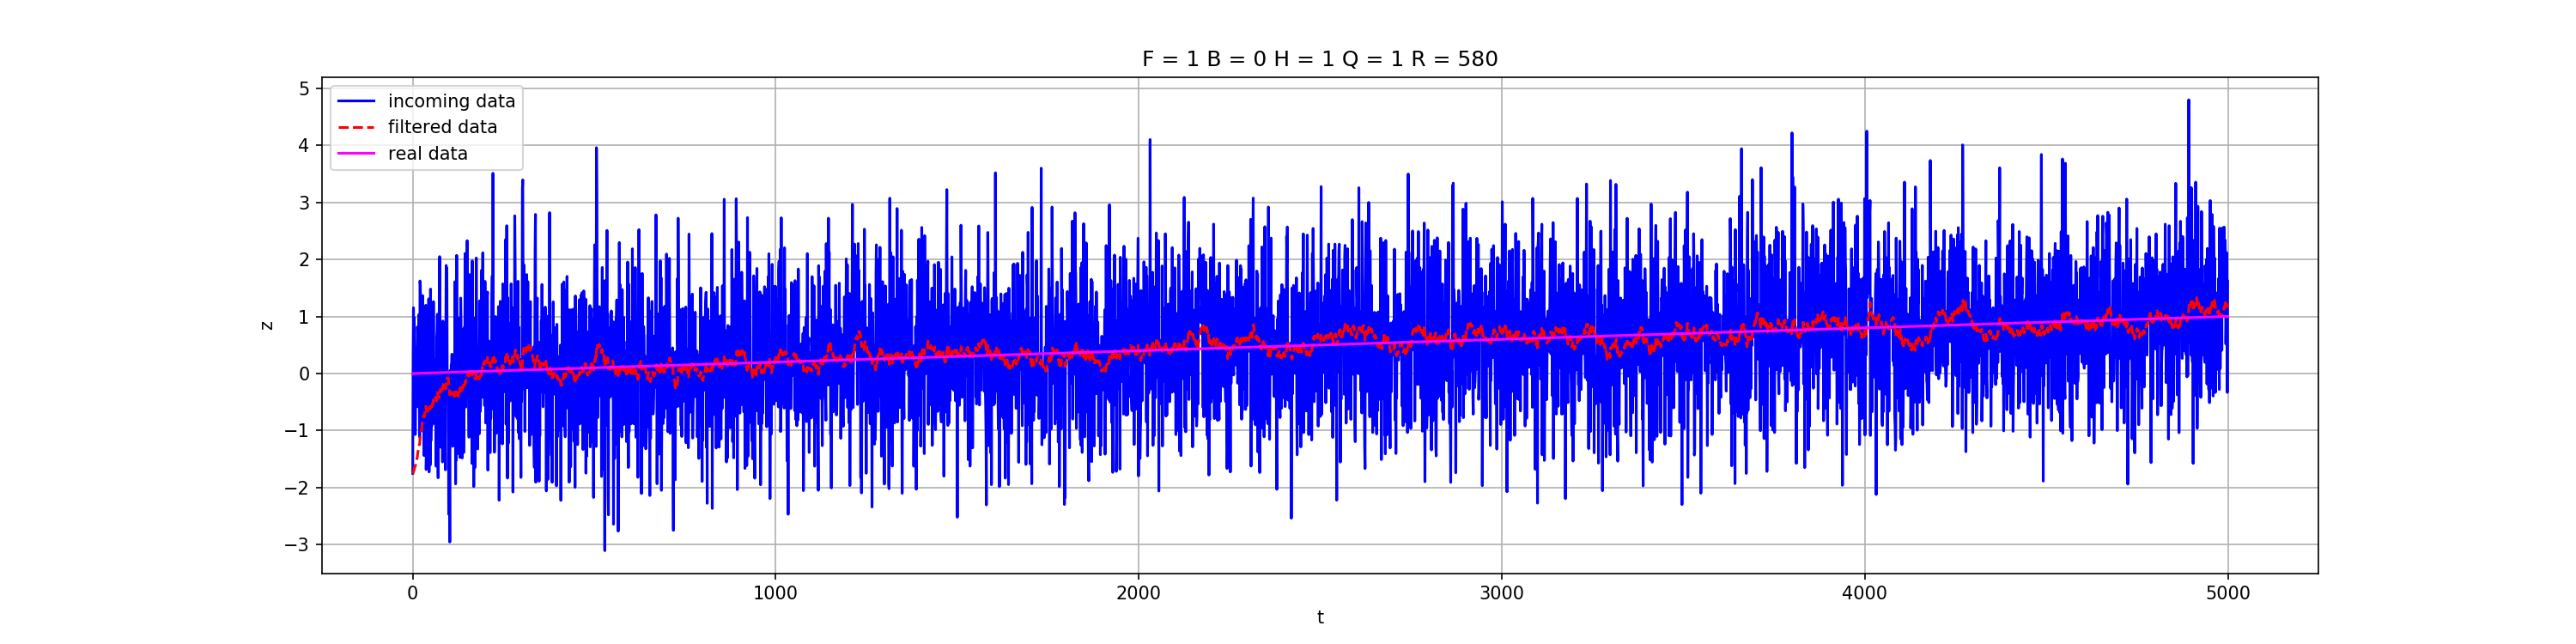 F = 1 B = 0 H = 1 Q = 1 R = 580
incoming data
filtered data
real data
5
4
3
2
1
0
−1
−2
−3
z
0 1000 2000 3000 4000 5000
t